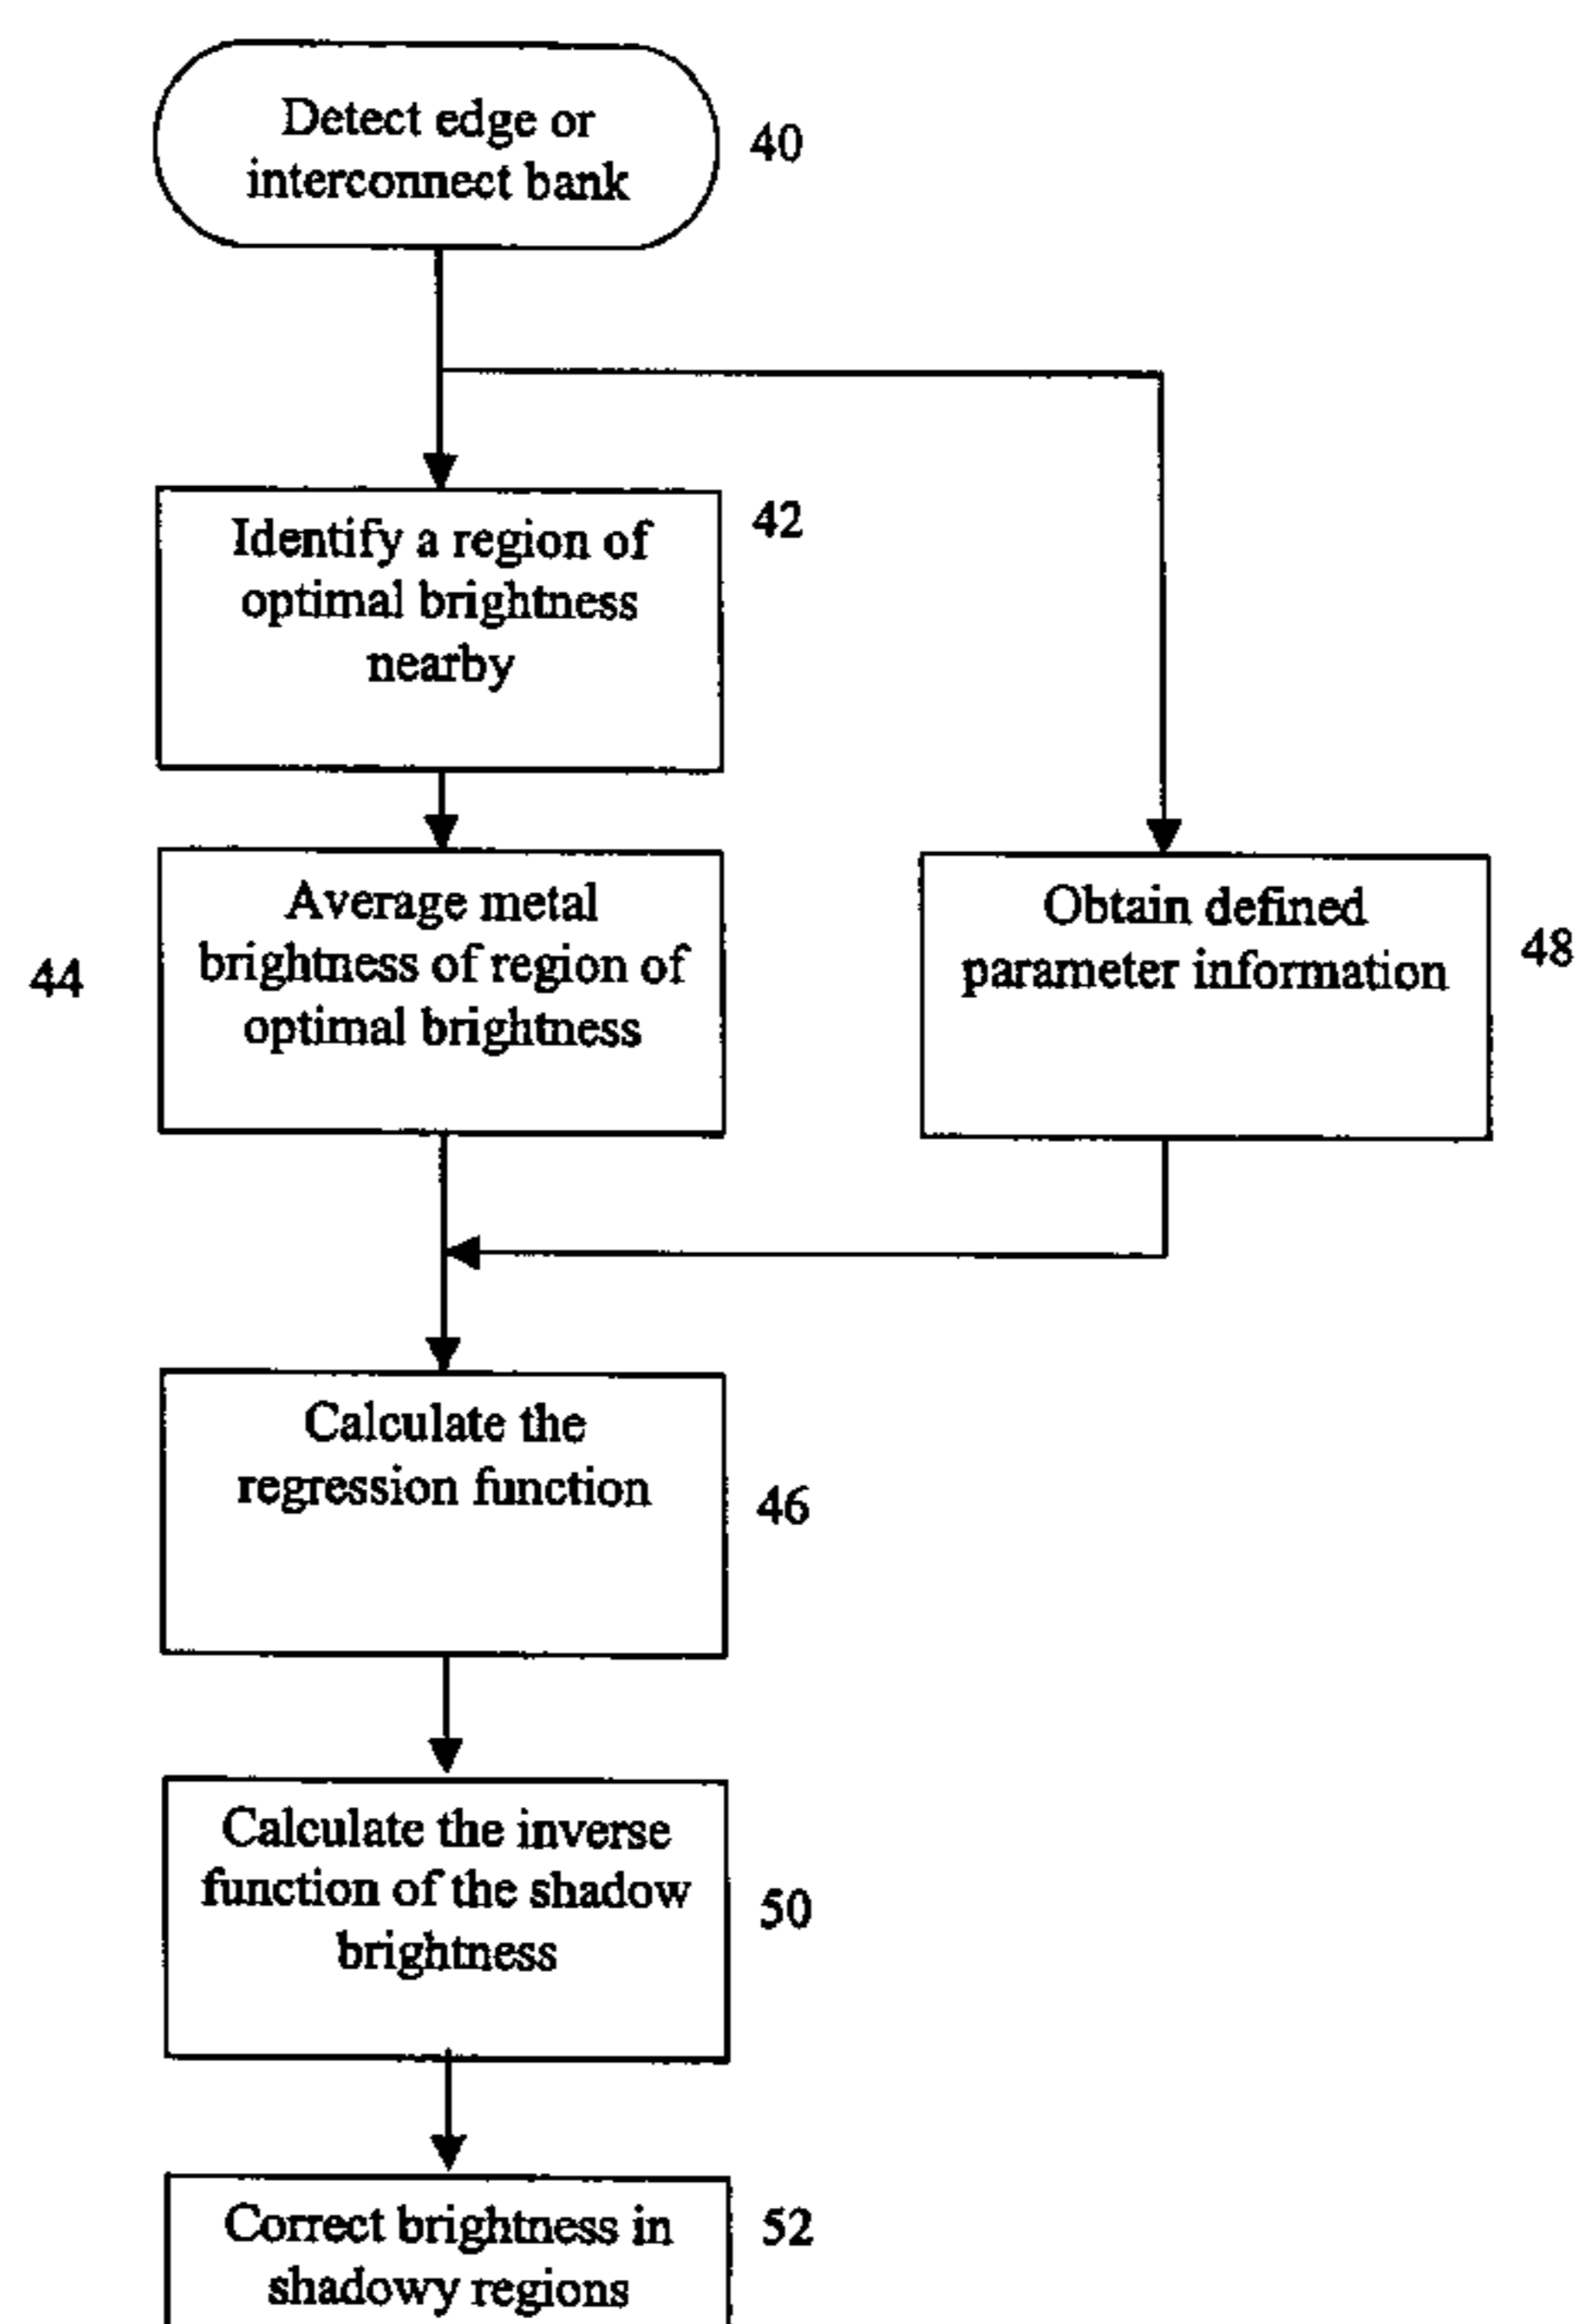 Detect edge or
interconnect bank
40
Identify a region of
optimal brightness
nearby
42
44
Average metal
brightness of region of
optimal brightness
Obtain defined
parameter information
48
Calculate the
regression function
46
Calculate the inverse
function of the shadow
brightness
50
Correct brightness in
shadowy regions
52